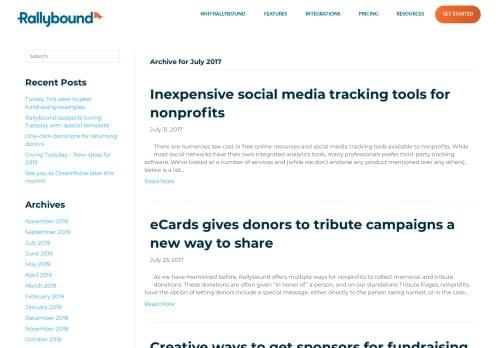 Rallybound
WHY RALLYBOUND
FEATURES
INTEGRATIONS
PRICING
RESOURCES
GET STARTED
Search
Recent Posts
Turkey Trot peer to peer
fundraising examples
Rallybound supports Giving
Tuesday with special template
One-click donations for returning
donors
Giving Tuesday – New ideas for
2019
See you at Dreamforce later this
month!
Archives
November 2019
September 2019
July 2019
June 2019
May 2019
April 2019
March 2019
February 2019
January 2019
December 2018
November 2018
October 2018
Archive for July 2017
Inexpensive social media tracking tools for
nonprofits
July 31, 2017
There are numerous low cost or free online resources and social media tracking tools available to nonprofits. While
most social networks have their own integrated analytics tools, many professionals prefer third-party tracking
software. We've looked at a number of services and (while we don't endorse any product mentioned over any others),
below is a list...
Read More
eCards gives donors to tribute campaigns a
new way to share
July 25, 2017
As we have mentioned before, Rallybound offers multiple ways for nonprofits to collect memorial and tribute
donations. These donations are often given "in honor of" a person, and on our standalone Tribute Pages, nonprofits
have the option of letting donors include a special message, either directly to the person being named, or in the case...
Read More
Creative ways to get sponsors for fundraising